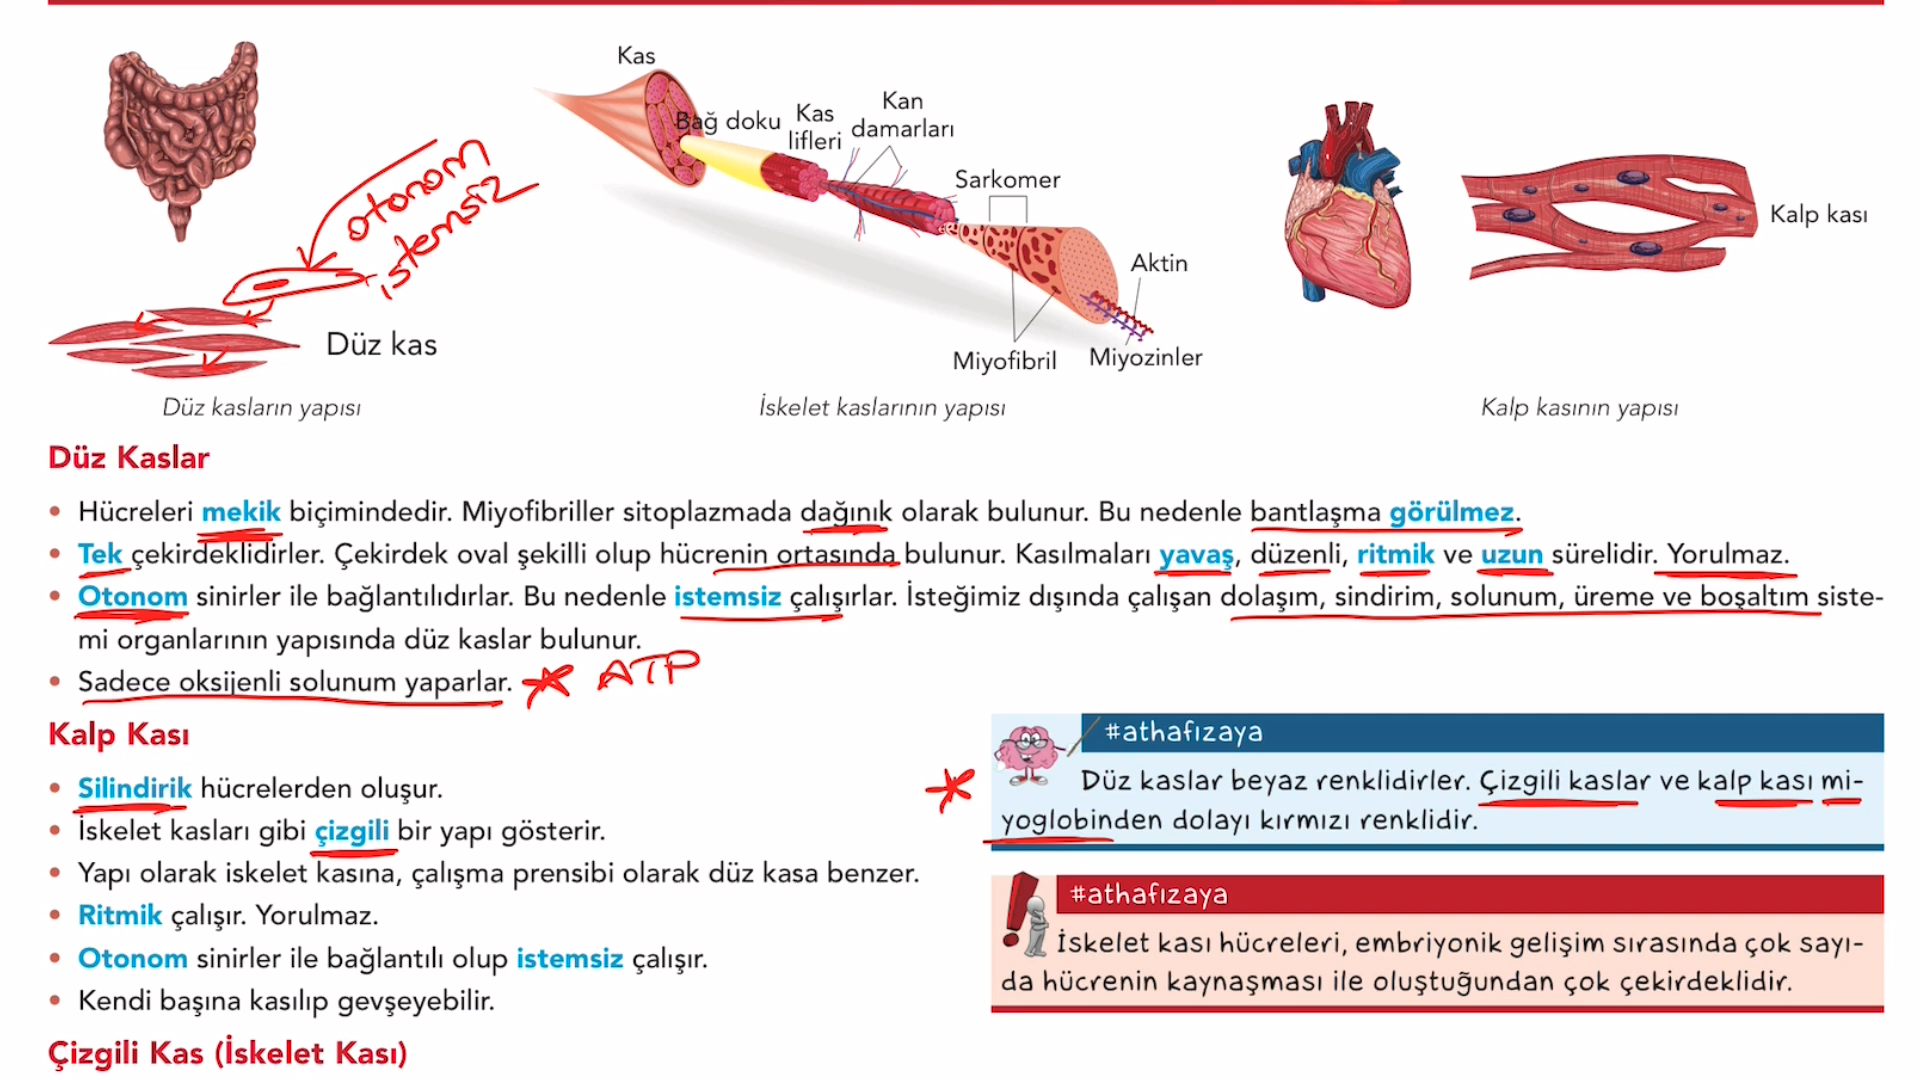 Kas
Bağ doku
Kas
lifleri
Kan
damarları
Sarkomer
Aktin
Miyofibril
Miyozinler
Kalp kası
otonom
istemsiz
Düz kas
Düz kasların yapısı
İskelet kaslarının yapısı
Kalp kasının yapısı
Düz Kaslar
• Hücreleri mekik biçimindedir. Miyofibriller sitoplazmada dağınık olarak bulunur. Bu nedenle bantlaşma görülmez.
• Tek çekirdeklidirler. Çekirdek oval şekilli olup hücrenin ortasında bulunur. Kasılmaları yavaş, düzenli, ritmik ve uzun sürelidir. Yorulmaz.
• Otonom sinirler ile bağlantılıdırlar. Bu nedenle istemsiz çalışırlar. İsteğimiz dışında çalışan dolaşım, sindirim, solunum, üreme ve boşaltım siste-
mi organlarının yapısında düz kaslar bulunur.
• Sadece oksijenli solunum yaparlar. ATP
Kalp Kası
• Silindirik hücrelerden oluşur.
• İskelet kasları gibi çizgili bir yapı gösterir.
• Yapı olarak iskelet kasına, çalışma prensibi olarak düz kasa benzer.
• Ritmik çalışır. Yorulmaz.
• Otonom sinirler ile bağlantılı olup istemsiz çalışır.
• Kendi başına kasılıp gevşeyebilir.
#athafızaya
Düz kaslar beyaz renklidirler. Çizgili kaslar ve kalp kası mi-
yoglobinden dolayı kırmızı renklidir.
#athafızaya
İskelet kası hücreleri, embriyonik gelişim sırasında çok sayı-
da hücrenin kaynaşması ile oluştuğundan çok çekirdeklidir.
Çizgili Kas (İskelet Kası)